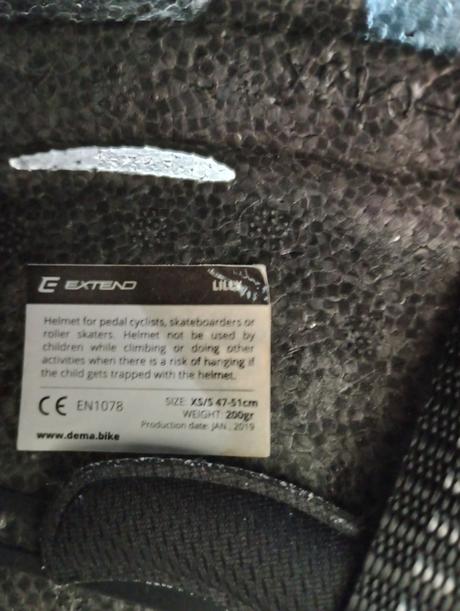 EXTEND LILLY
Helmet for pedal cyclists, skateboarders or
roller skaters. Helmet not be used by
children while climbing or doing other
activities when there is a risk of hanging if
the child gets trapped with the helmet.
CE EN1078 SIZE: XS/S 47-51cm
WEIGHT: 200gr
Production date: JAN , 2019
www.dema.bike